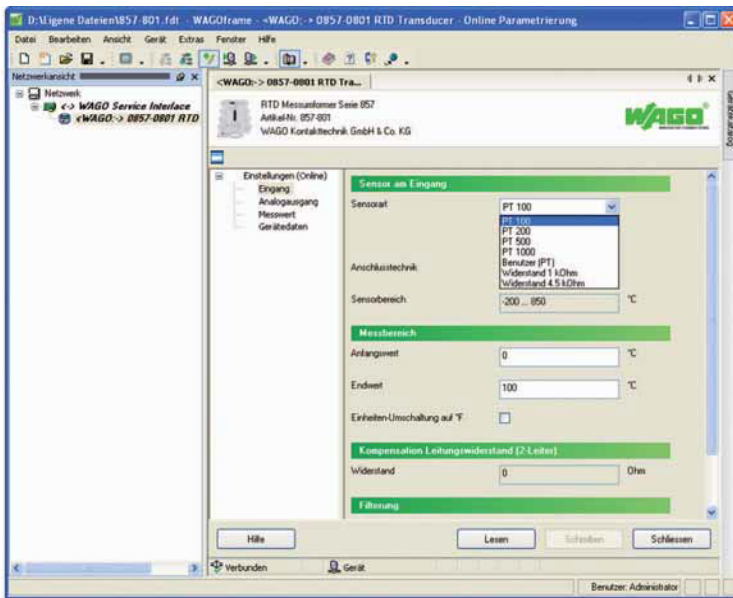 D:\Eigene Dateien\857-801.fdt - WAGOframe - <WAGO:-> 0857-0801 RTD Transducer - Online Parametrierung
Datei Bearbeiten Ansicht Gerät Extras Fenster Hilfe
Netzwerkansicht
Netzwerk
<-> WAGO Service Interface
<WAGO:-> 0857-0801 RTD
<WAGO:-> 0857-0801 RTD Tra...
RTD Messumformer Serie 857
Artikel-Nr. 857-801
WAGO Kontakttechnik GmbH & Co. KG
WAGO
Gerätekatalog
Einstellungen (Online)
Eingang
Analogausgang
Messwert
Gerätedaten
Sensor am Eingang
Sensorart
PT 100
PT 100
PT 200
PT 500
PT 1000
Benutzer (PT)
Widerstand 1 kOhm
Widerstand 4.5 kOhm
Anschlusstechnik
Sensorbereich -200 ... 850 °C
Messbereich
Anfangswert 0 °C
Endwert 100 °C
Einheiten-Umschaltung auf °F
Kompensation Leitungswiderstand (2-Leiter)
Widerstand 0 Ohm
Filterung
Hilfe Lesen Schreiben Schliessen
Verbunden Gerät
Benutzer: Administrator